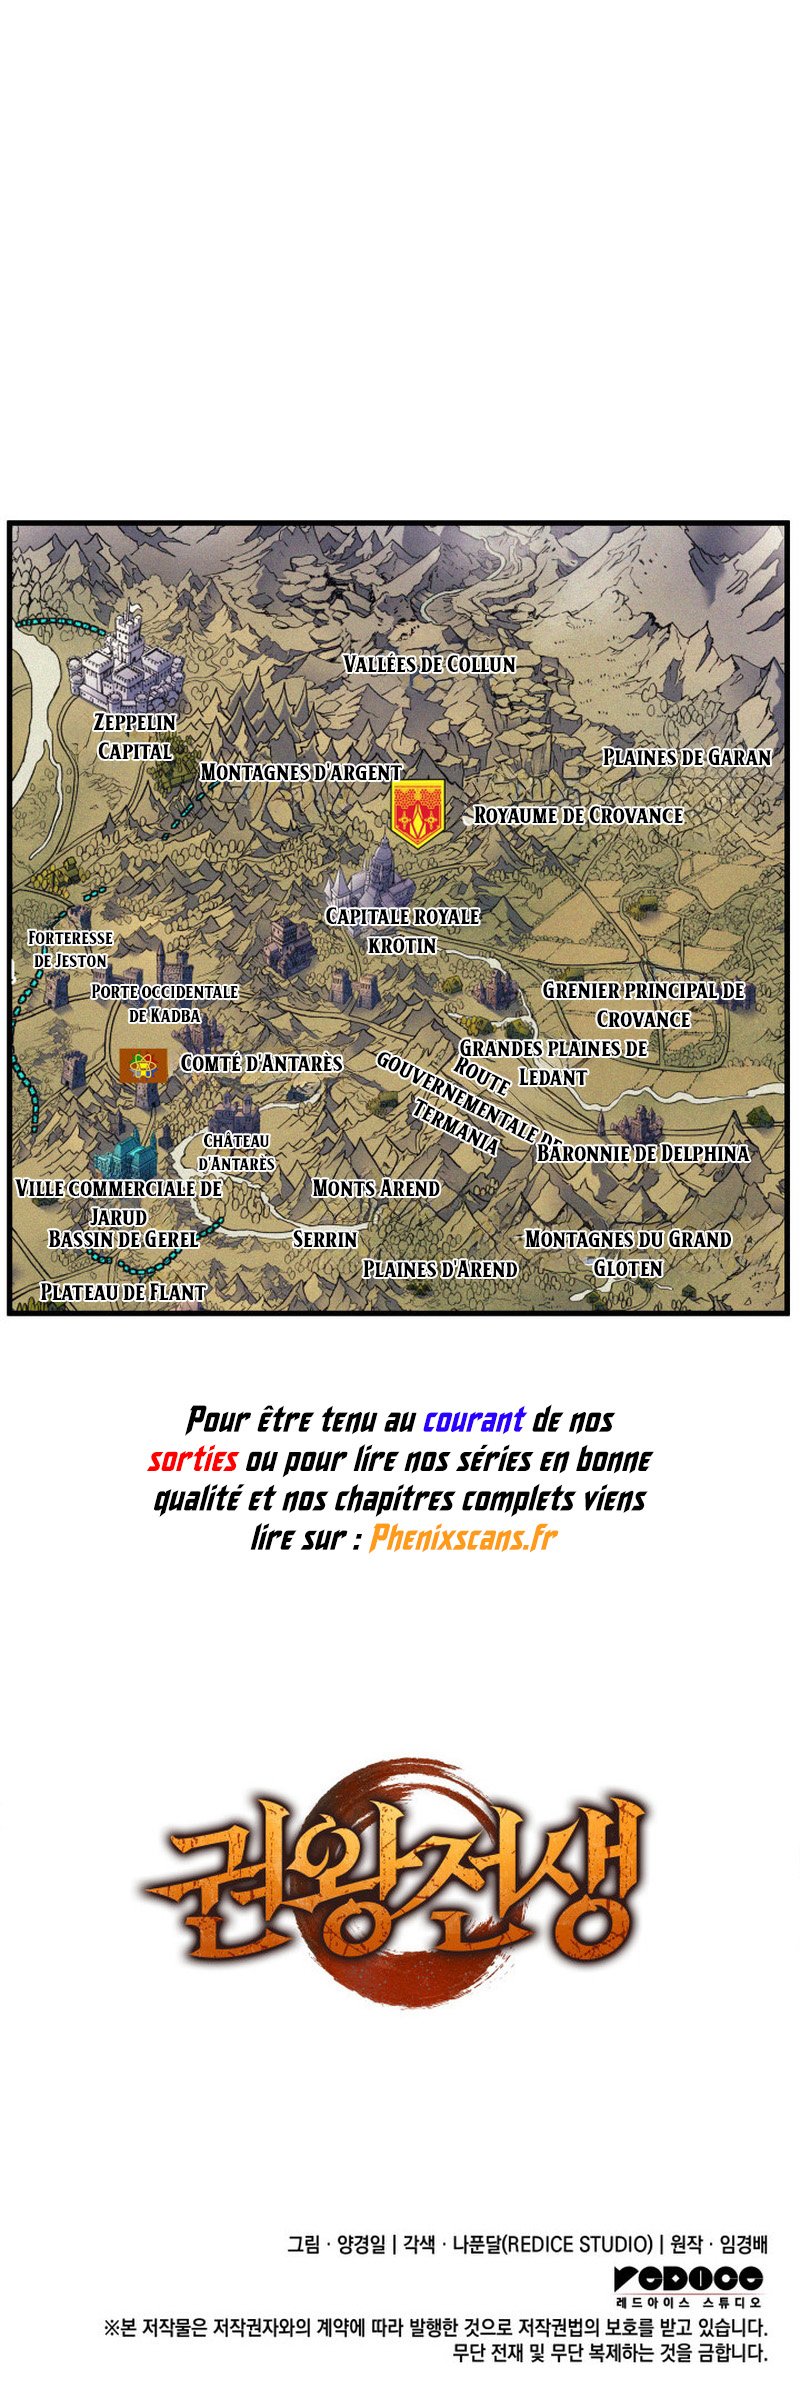 Vallées de Collun
Zeppelin
Capital
Plaines de Garan
Montagnes d'argent
Royaume de Crovance
Capitale royale
krotin
Forteresse
de Jeston
Porte occidentale
de Kadba
Grenier principal de
Crovance
Grandes plaines de
Ledant
Comté d'Antarès
Route
gouvernementale de
Termania
Château
d'Antarès
Baronnie de Delphina
Ville commerciale de
Jarud
Monts Arend
Bassin de Gerel
Serrin
Montagnes du Grand
Gloten
Plaines d'Arend
Plateau de Flant
Pour être tenu au courant de nos
sorties ou pour lire nos séries en bonne
qualité et nos chapitres complets viens
lire sur : Phenixscans.fr
권왕전생
그림 · 양경일 | 각색 · 나푼달(REDICE STUDIO) | 원작 · 임경배
REDICE
레드아이스 스튜디오
※본 저작물은 저작권자와의 계약에 따라 발행한 것으로 저작권법의 보호를 받고 있습니다.
무단 전재 및 무단 복제하는 것을 금합니다.